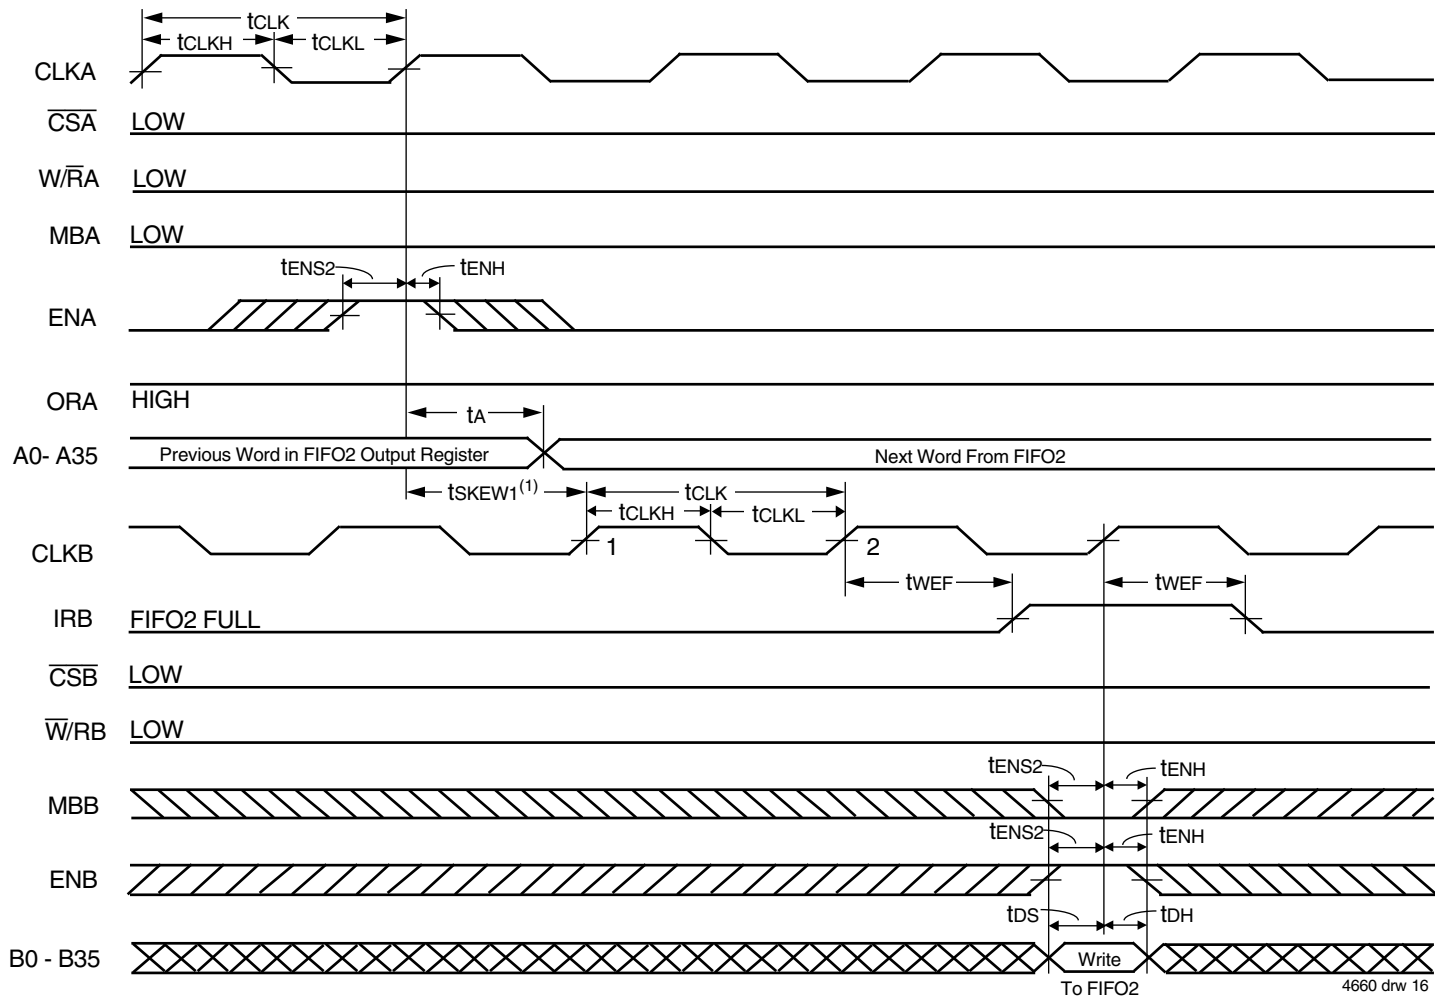 tCLK
tCLKH tCLKL
CLKA
CSA LOW
W/RA LOW
MBA LOW
tENS2 tENH
ENA
ORA HIGH
tA
A0- A35 Previous Word in FIFO2 Output Register Next Word From FIFO2
tSKEW1(1) tCLK
tCLKH tCLKL
CLKB 1 2
tWEF tWEF
IRB FIFO2 FULL
CSB LOW
W/RB LOW
tENS2 tENH
MBB
tENS2 tENH
ENB
tDS tDH
B0 - B35 Write
To FIFO2
4660 drw 16